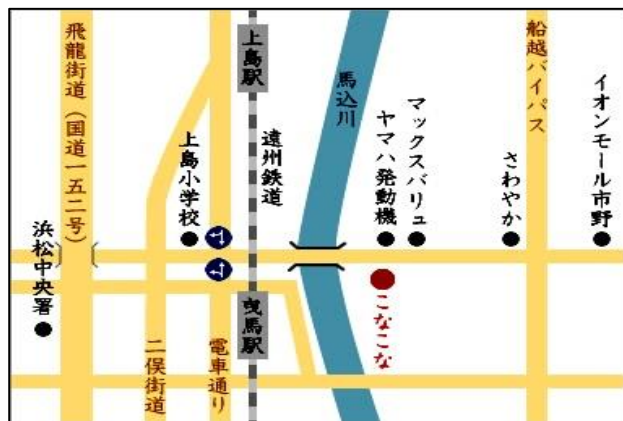 飛龍街道（国道一五二号）
上島駅
馬込川
船越バイパス
イオンモール市野
さわやか
マックスバリュ
ヤマハ発動機
遠州鉄道
上島小学校
浜松中央署
曳馬駅
こなこな
二俣街道
電車通り